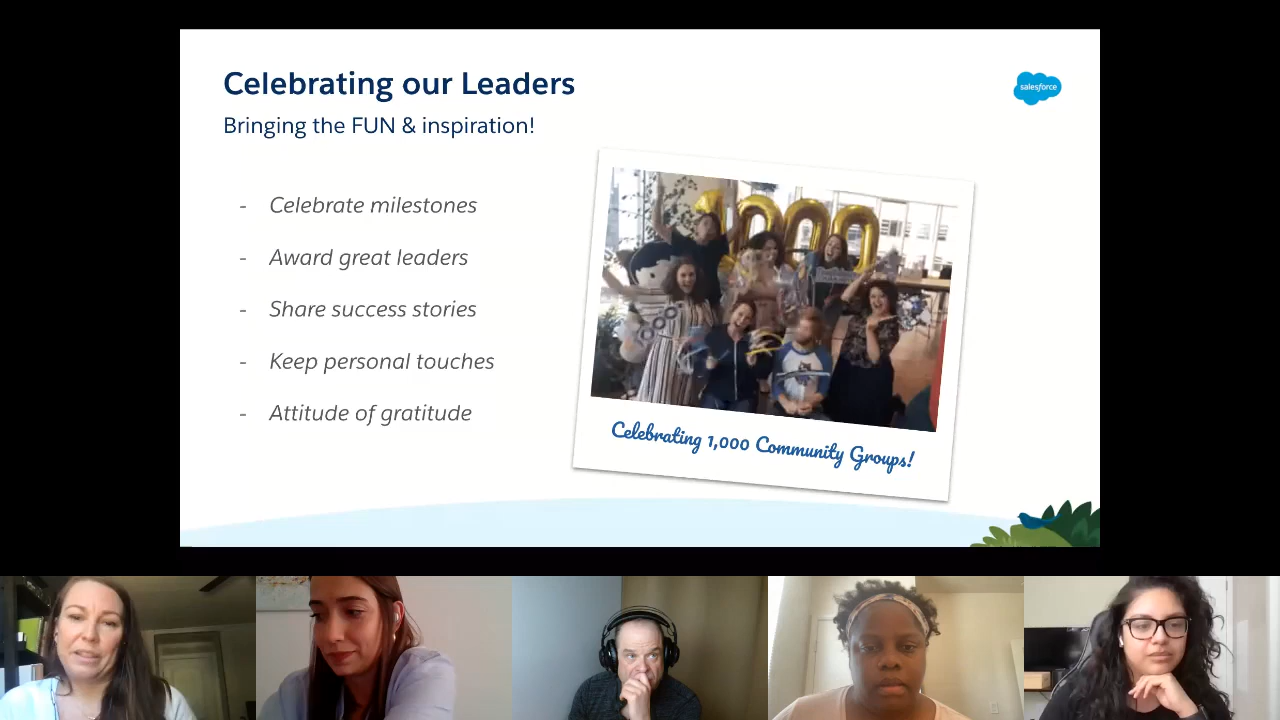 Celebrating our Leaders
salesforce
Bringing the FUN & inspiration!
- Celebrate milestones
- Award great leaders
- Share success stories
- Keep personal touches
- Attitude of gratitude
1000
Celebrating 1,000 Community Groups!